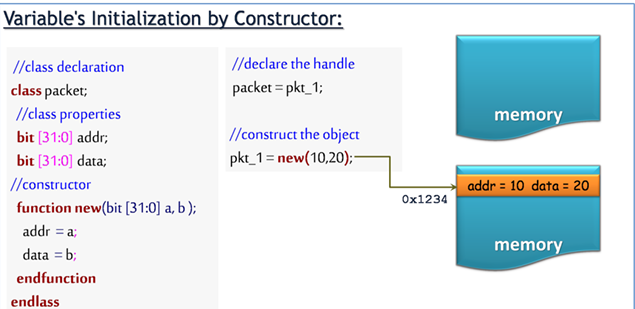 Variable's Initialization by Constructor:
//class declaration
class packet;
//class properties
bit [31:0] addr;
bit [31:0] data;
//constructor
function new(bit [31:0] a, b );
addr = a;
data = b;
endfunction
endlass
//declare the handle
packet = pkt_1;
//construct the object
pkt_1 = new(10,20);
0x1234
memory
addr = 10 data = 20
memory